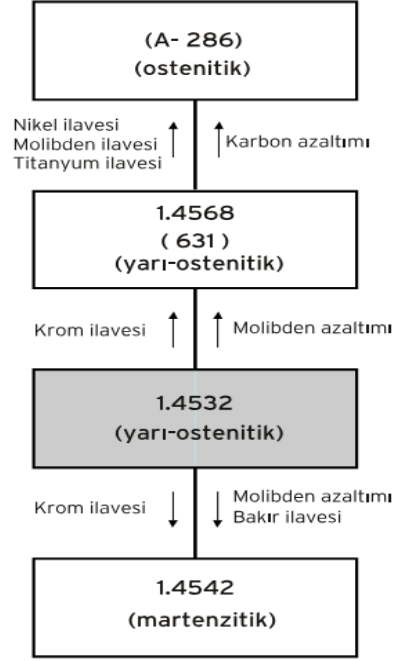 (A- 286)
(ostenitik)
Nikel ilavesi
Molibden ilavesi
Titanyum ilavesi
Karbon azaltımı
1.4568
( 631 )
(yarı-ostenitik)
Krom ilavesi
Molibden azaltımı
1.4532
(yarı-ostenitik)
Krom ilavesi
Molibden azaltımı
Bakır ilavesi
1.4542
(martenzitik)